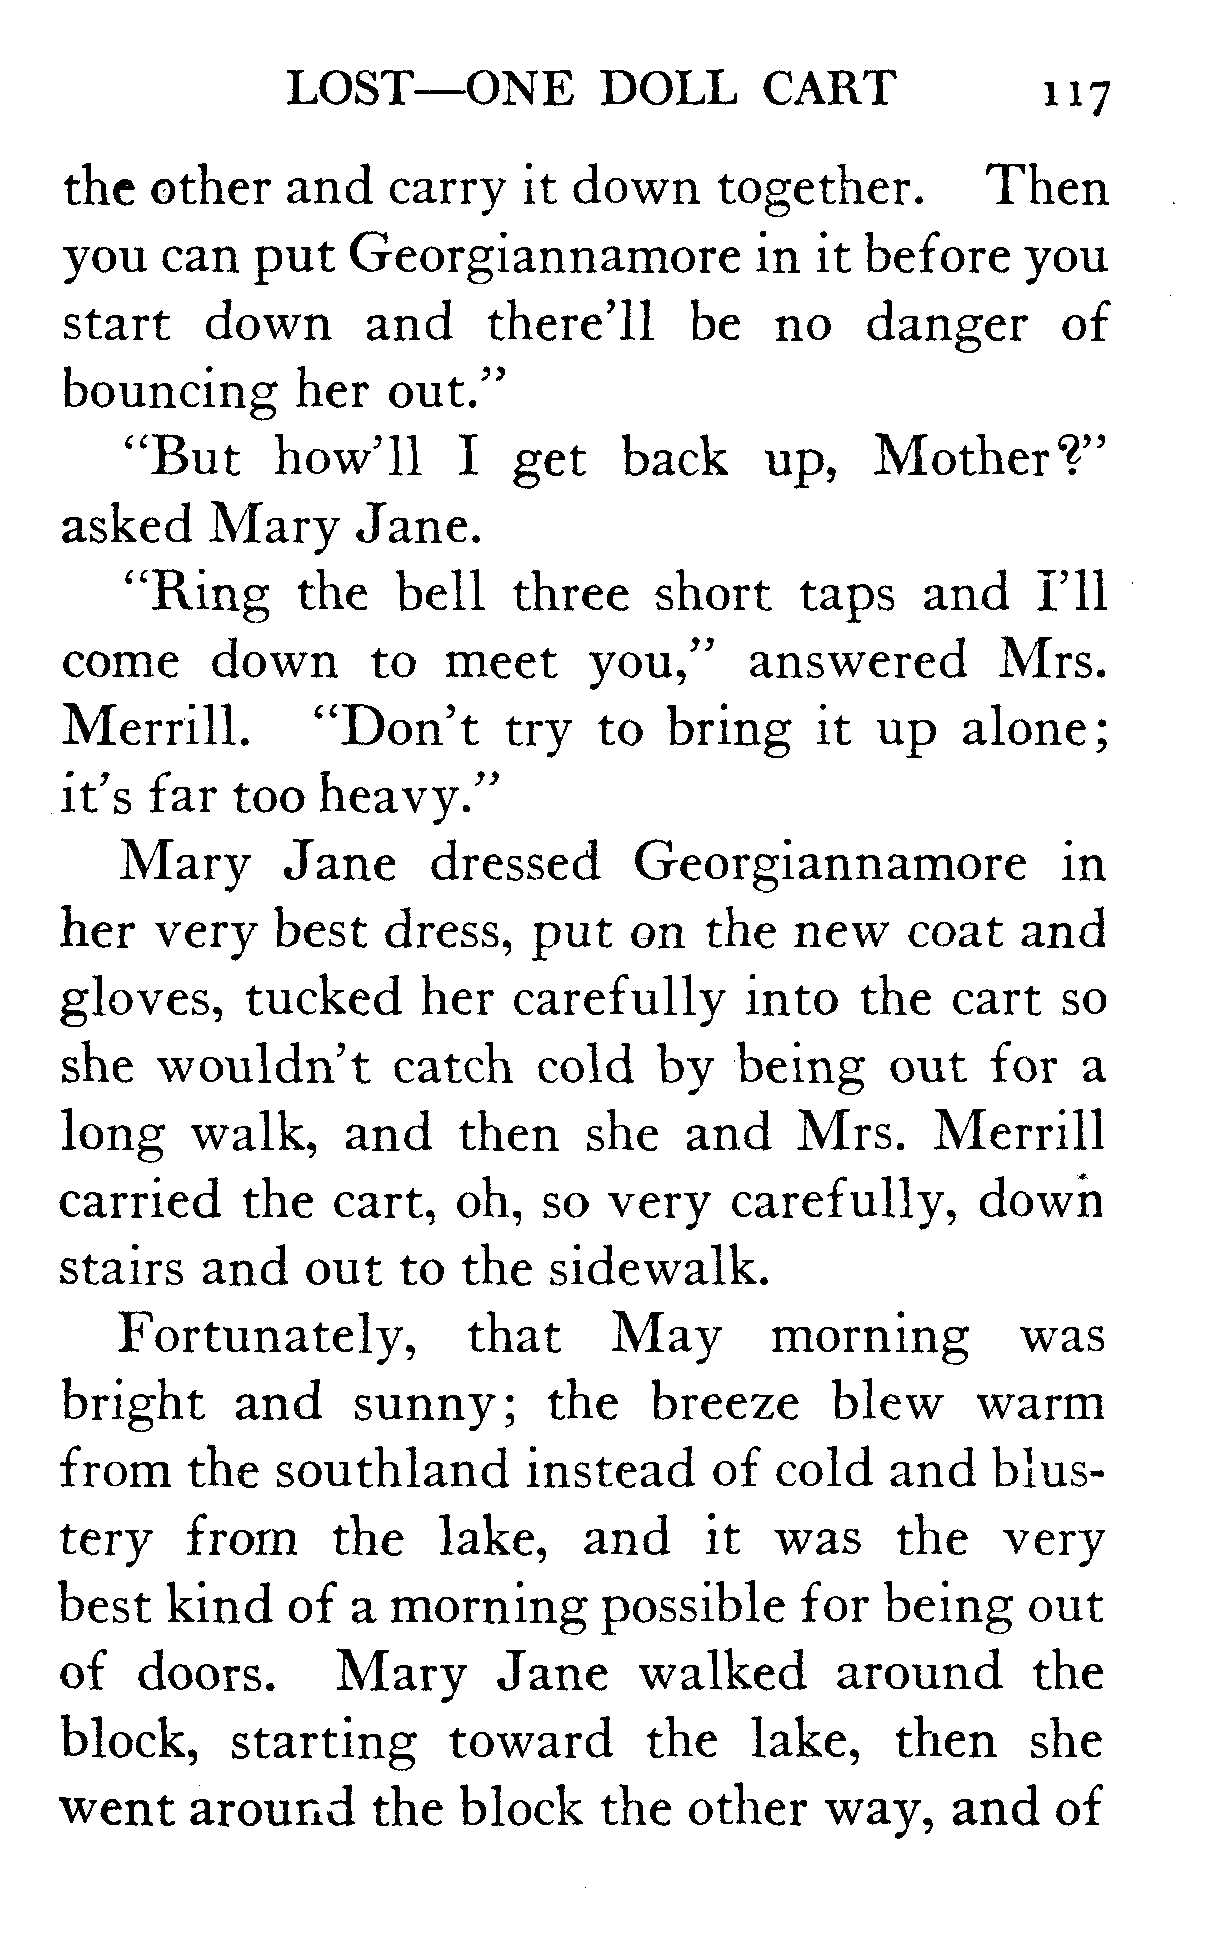 LOST—ONE DOLL CART 117
the other and carry it down together. Then
you can put Georgiannamore in it before you
start down and there'll be no danger of
bouncing her out."
"But how'll I get back up, Mother?"
asked Mary Jane.
"Ring the bell three short taps and I'll
come down to meet you," answered Mrs.
Merrill. "Don't try to bring it up alone;
it's far too heavy."
Mary Jane dressed Georgiannamore in
her very best dress, put on the new coat and
gloves, tucked her carefully into the cart so
she wouldn't catch cold by being out for a
long walk, and then she and Mrs. Merrill
carried the cart, oh, so very carefully, down
stairs and out to the sidewalk.
Fortunately, that May morning was
bright and sunny; the breeze blew warm
from the southland instead of cold and blus-
tery from the lake, and it was the very
best kind of a morning possible for being out
of doors. Mary Jane walked around the
block, starting toward the lake, then she
went around the block the other way, and of